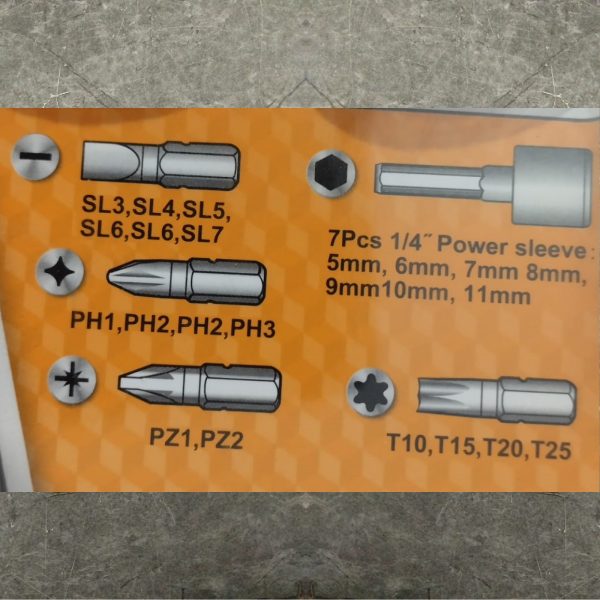 SL3,SL4,SL5,
SL6,SL6,SL7
7Pcs 1/4″ Power sleeve:
5mm, 6mm, 7mm 8mm,
9mm10mm, 11mm
PH1,PH2,PH2,PH3
PZ1,PZ2
T10,T15,T20,T25